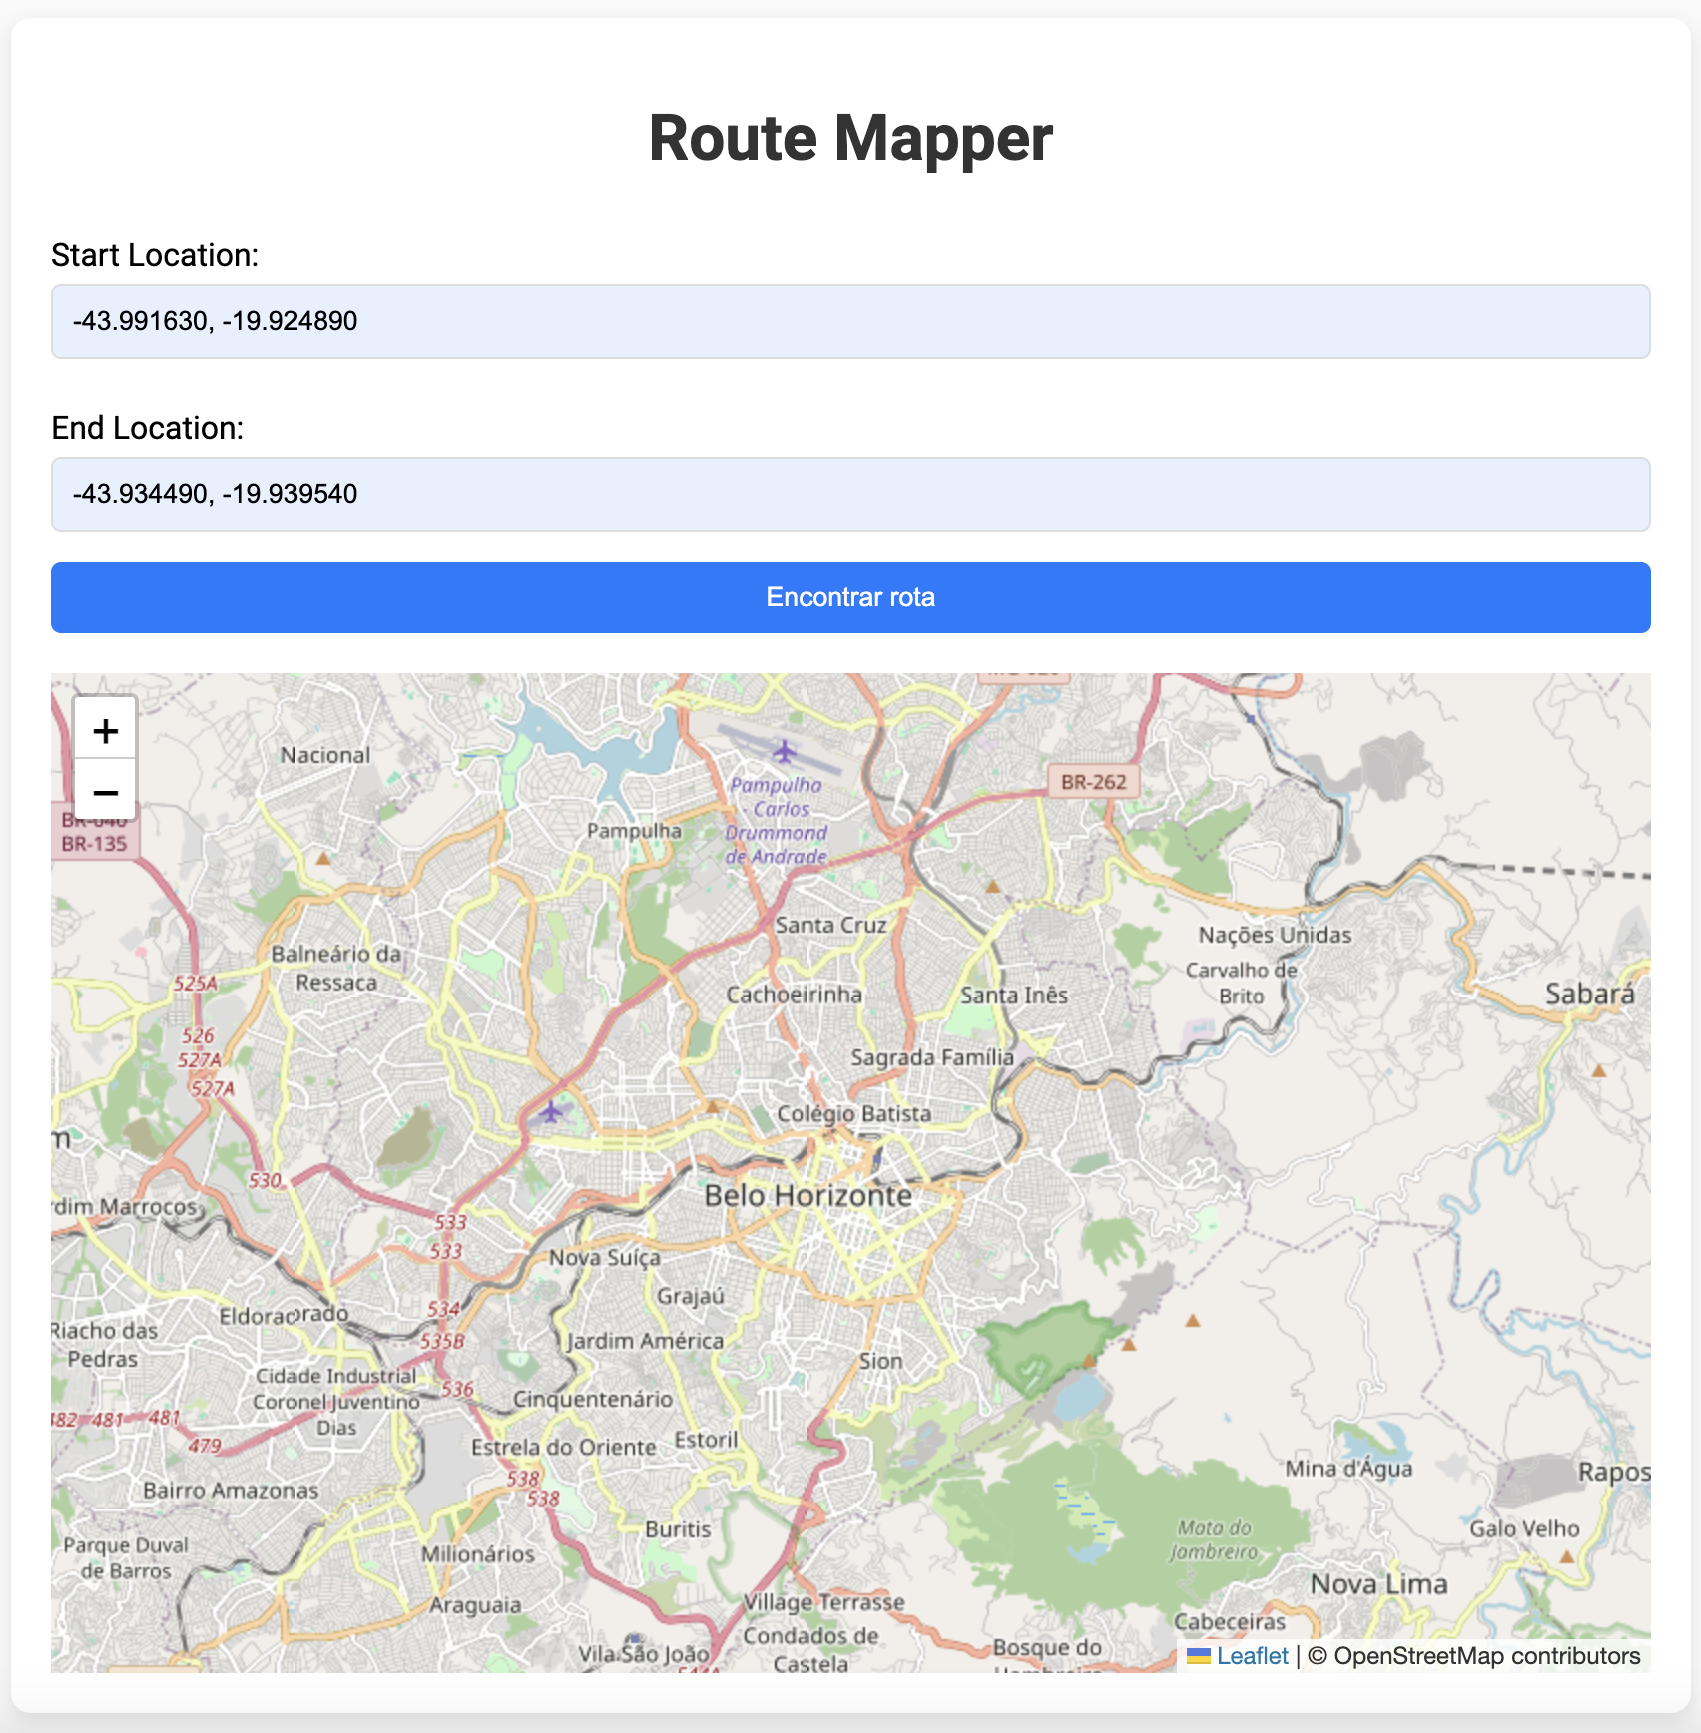 Route Mapper
Start Location:
-43.991630, -19.924890
End Location:
-43.934490, -19.939540
Encontrar rota
+
−
Nacional
BR-262
Pampulha
- Carlos
Drummond
de Andrade
BR-040
BR-135
Pampulha
Santa Cruz
Nações Unidas
Balneário da
Ressaca
Carvalho de
Brito
525A
Cachoeirinha
Santa Inês
Sabará
526
527A
527A
Sagrada Família
Colégio Batista
530
Belo Horizonte
533
533
Nova Suíça
Grajaú
534
535B
Riacho das
Pedras
Jardim América
Sion
Cidade Industrial
Coronel Juventino
Dias
536
Cinquentenário
481
481
479
Estrela do Oriente
Estoril
538
538
Mina d'Água
Bairro Amazonas
Buritis
Mata do
Jambreiro
Galo Velho
Parque Duval
de Barros
Milionários
Nova Lima
Araguaia
Village Terrasse
Cabeceiras
Vila São João
Condados de
Castela
Bosque do
Leaflet | © OpenStreetMap contributors